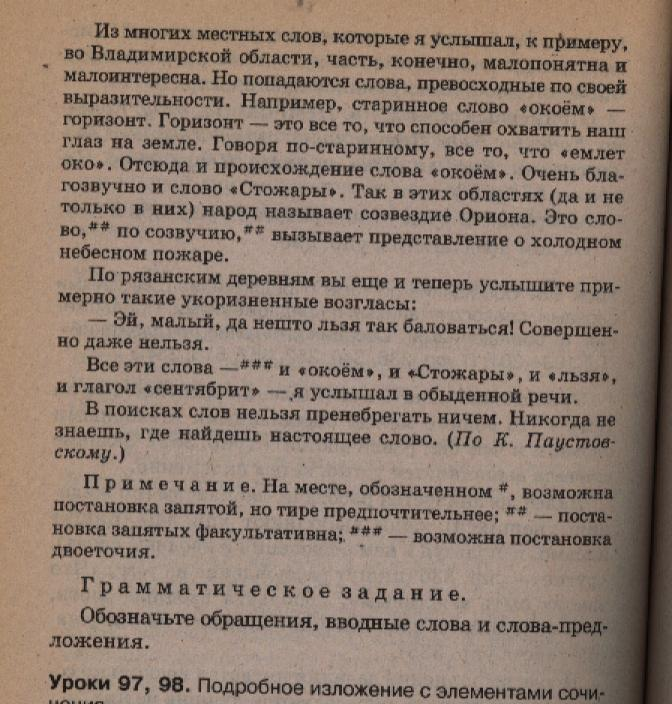 Из многих местных слов, которые я услышал, к примеру,
во Владимирской области, часть, конечно, малопонятна и
малоинтересна. Но попадаются слова, превосходные по своей
выразительности. Например, старинное слово «окоём» —
горизонт. Горизонт — это все то, что способен охватить наш
глаз на земле. Говоря по-старинному, все то, что «емлет
око». Отсюда и происхождение слова «окоём». Очень бла-
гозвучно и слово «Стожары». Так в этих областях (да и не
только в них) народ называет созвездие Ориона. Это сло-
во,## по созвучию,## вызывает представление о холодном
небесном пожаре.
По рязанским деревням вы еще и теперь услышите при-
мерно такие укоризненные возгласы:
— Эй, малый, да нешто льзя так баловаться! Совершен-
но даже нельзя.
Все эти слова —### и «окоём», и «Стожары», и «льзя»,
и глагол «сентябрит» — я услышал в обыденной речи.
В поисках слов нельзя пренебрегать ничем. Никогда не
знаешь, где найдешь настоящее слово. (По К. Паустов-
скому.)
Примечание. На месте, обозначенном #, возможна
постановка запятой, но тире предпочтительнее; ## — поста-
новка запятых факультативна; ### — возможна постановка
двоеточия.
Грамматическое задание.
Обозначьте обращения, вводные слова и слова-пред-
ложения.
Уроки 97, 98. Подробное изложение с элементами сочи-
нения